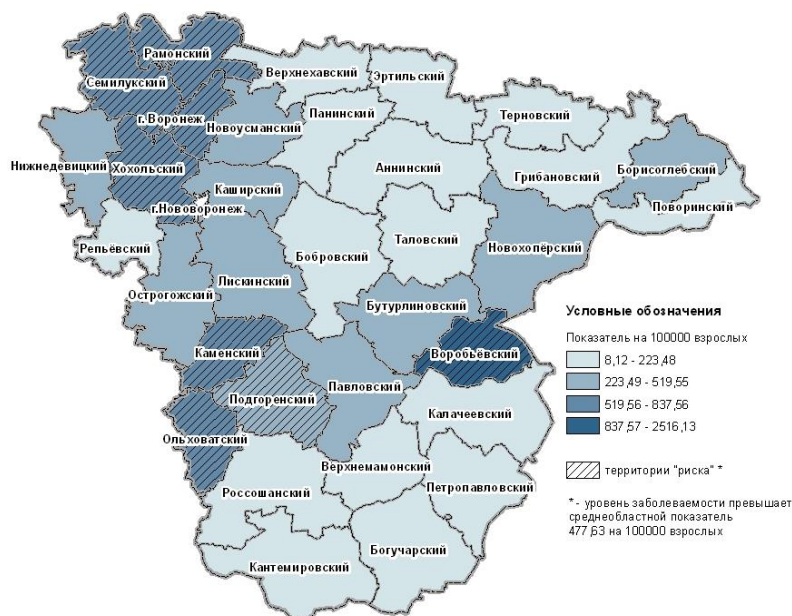 Рамонский
Семилукский
Верхнехавский
Эртильский
г. Воронеж
Новоусманский
Панинский
Терновский
Нижнедевицкий
Хохольский
Аннинский
Грибановский
Борисоглебский
Каширский
г.Нововоронеж
Поворинский
Репьёвский
Бобровский
Таловский
Новохопёрский
Острогожский
Лискинский
Бутурлиновский
Каменский
Воробьёвский
Подгоренский
Павловский
Калачеевский
Ольховатский
Верхнемамонский
Россошанский
Петропавловский
Богучарский
Кантемировский
Условные обозначения
Показатель на 100000 взрослых
8,12 - 223,48
223,49 - 519,55
519,56 - 837,56
837,57 - 2516,13
территории "риска" *
* - уровень заболеваемости превышает
среднеобластной показатель
477,63 на 100000 взрослых